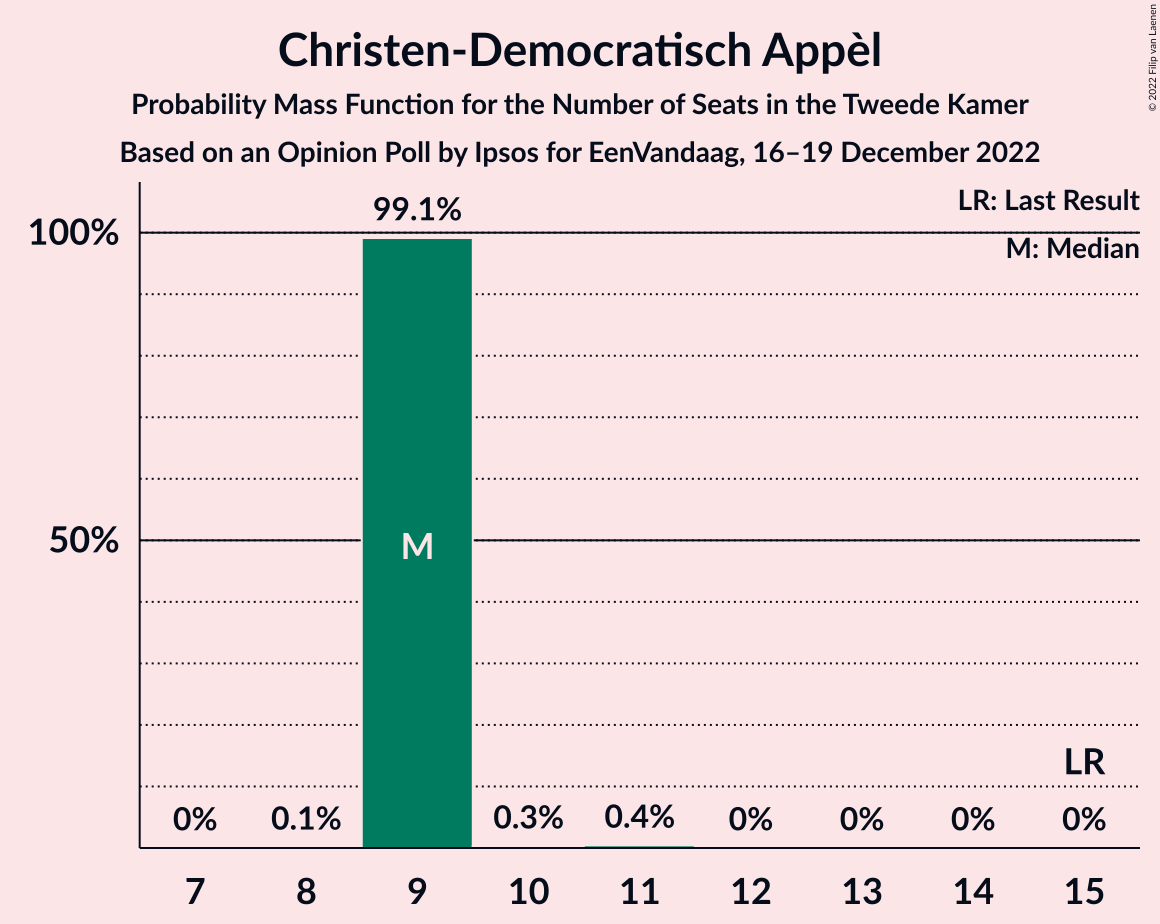 Christen-Democratisch Appèl
Probability Mass Function for the Number of Seats in the Tweede Kamer
Based on an Opinion Poll by Ipsos for EenVandaag, 16–19 December 2022
© 2022 Filip van Laenen
LR: Last Result
M: Median
100%
50%
99.1%
M
LR
0% 0.1% 0.3% 0.4% 0% 0% 0% 0%
7 8 9 10 11 12 13 14 15